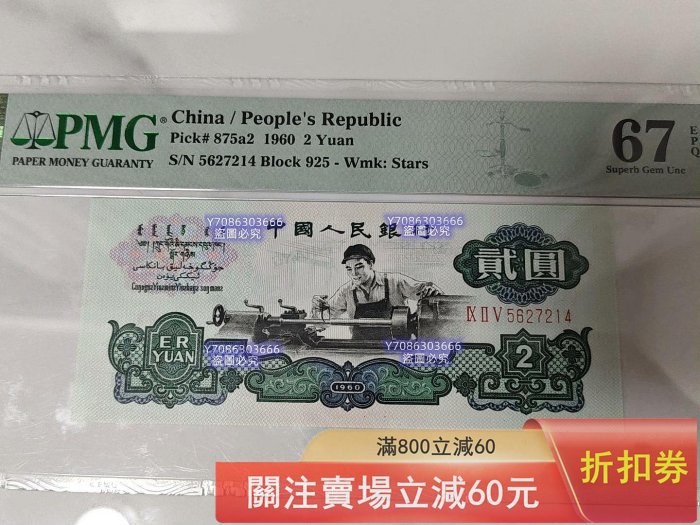 PMG®
PAPER MONEY GUARANTY
China / People's Republic
Pick# 875a2 1960 2 Yuan
S/N 5627214 Block 925 - Wmk: Stars
67
EPQ
Superb Gem Unc
Y7086303666
盜圖必究
Y7086303666
盜圖必究
中國人民銀
貳圓
ⅨⅡⅤ5627214
Y7086303666
盜圖必究
Y7086303666
盜圖必究
ER
YUAN
1960
2
滿800立減60
關注賣場立減60元
折扣券